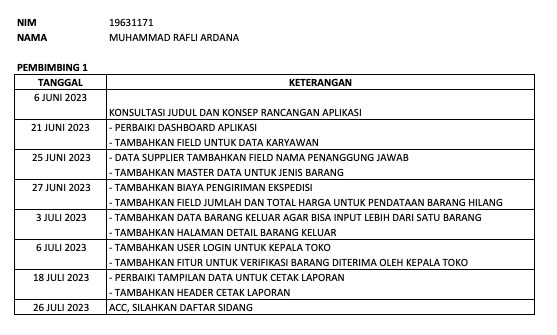 NIM 19631171
NAMA MUHAMMAD RAFLI ARDANA
PEMBIMBING 1
TANGGAL KETERANGAN
6 JUNI 2023
KONSULTASI JUDUL DAN KONSEP RANCANGAN APLIKASI
21 JUNI 2023 - PERBAIKI DASHBOARD APLIKASI
- TAMBAHKAN FIELD UNTUK DATA KARYAWAN
25 JUNI 2023 - DATA SUPPLIER TAMBAHKAN FIELD NAMA PENANGGUNG JAWAB
- TAMBAHKAN MASTER DATA UNTUK JENIS BARANG
27 JUNI 2023 - TAMBAHKAN BIAYA PENGIRIMAN EKSPEDISI
- TAMBAHKAN FIELD JUMLAH DAN TOTAL HARGA UNTUK PENDATAAN BARANG HILANG
3 JULI 2023 - TAMBAHKAN DATA BARANG KELUAR AGAR BISA INPUT LEBIH DARI SATU BARANG
- TAMBAHKAN HALAMAN DETAIL BARANG KELUAR
6 JULI 2023 - TAMBAHKAN USER LOGIN UNTUK KEPALA TOKO
- TAMBAHKAN FITUR UNTUK VERIFIKASI BARANG DITERIMA OLEH KEPALA TOKO
18 JULI 2023 - PERBAIKI TAMPILAN DATA UNTUK CETAK LAPORAN
- TAMBAHKAN HEADER CETAK LAPORAN
26 JULI 2023 ACC, SILAHKAN DAFTAR SIDANG